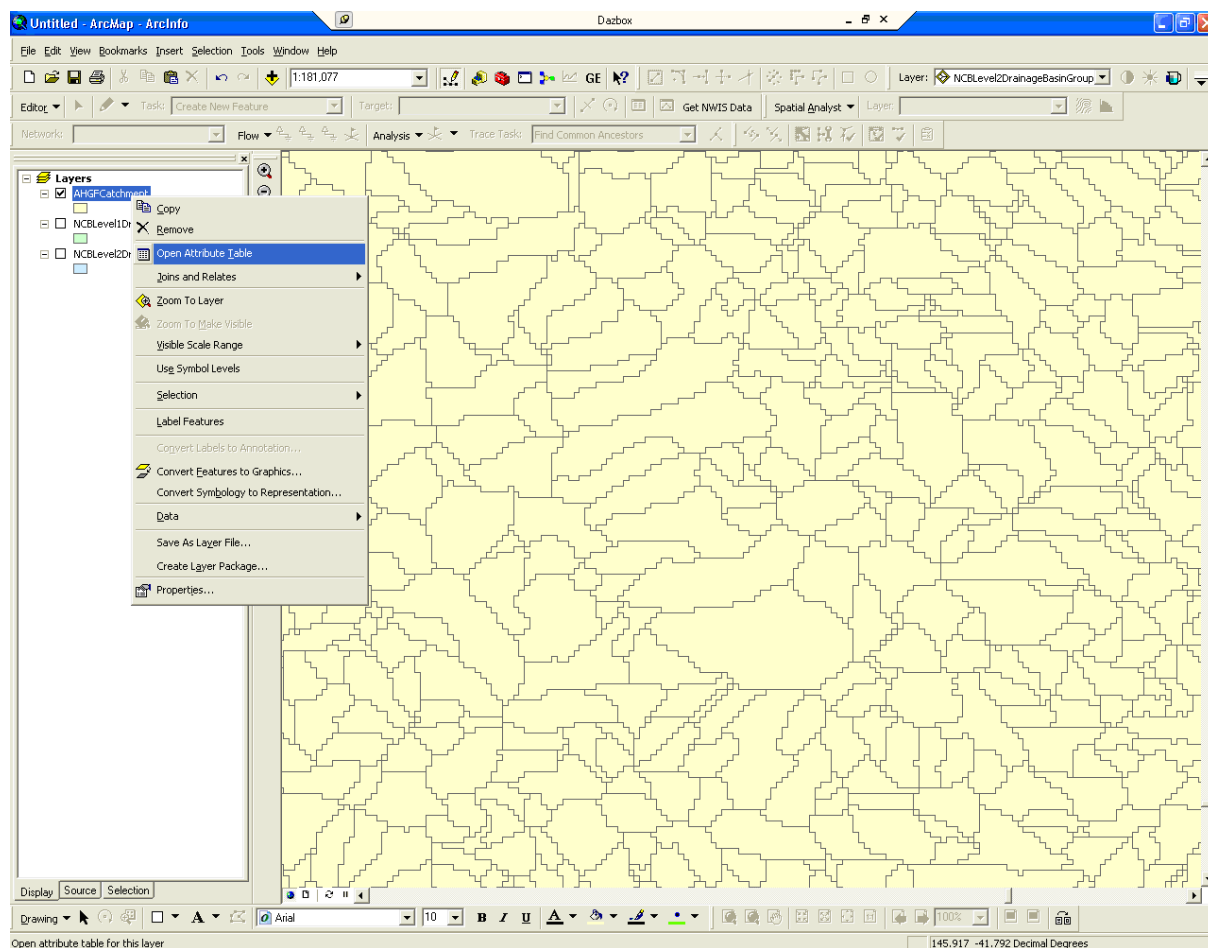 Untitled - ArcMap - ArcInfo
Dazbox
File Edit View Bookmarks Insert Selection Tools Window Help
1:181,077
GE
Layer: NCBLevel2DrainageBasinGroup
Editor
Task: Create New Feature
Target:
Get NWIS Data
Spatial Analyst
Layer:
Network:
Flow
Analysis
Trace Task: Find Common Ancestors
Layers
AHGFCatchment
NCBLevel1Dr
NCBLevel2Dr
Copy
Remove
Open Attribute Table
Joins and Relates
Zoom To Layer
Zoom To Make Visible
Visible Scale Range
Use Symbol Levels
Selection
Label Features
Convert Labels to Annotation...
Convert Features to Graphics...
Convert Symbology to Representation...
Data
Save As Layer File...
Create Layer Package...
Properties...
Display Source Selection
Drawing
A
Arial
10
B I U A
100%
Open attribute table for this layer
145.917 -41.792 Decimal Degrees